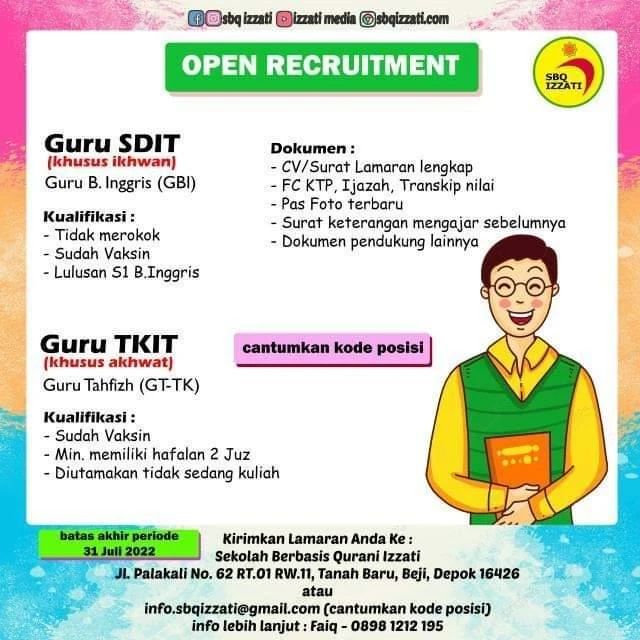 sbq izzati izzati media sbqizzati.com
OPEN RECRUITMENT
SBQ
IZZATI
Guru SDIT
(khusus ikhwan)
Guru B. Inggris (GBI)
Kualifikasi :
- Tidak merokok
- Sudah Vaksin
- Lulusan S1 B.Inggris
Dokumen :
- CV/Surat Lamaran lengkap
- FC KTP, Ijazah, Transkip nilai
- Pas Foto terbaru
- Surat keterangan mengajar sebelumnya
- Dokumen pendukung lainnya
Guru TKIT
(khusus akhwat)
Guru Tahfizh (GT-TK)
cantumkan kode posisi
Kualifikasi :
- Sudah Vaksin
- Min. memiliki hafalan 2 Juz
- Diutamakan tidak sedang kuliah
batas akhir periode
31 Juli 2022
Kirimkan Lamaran Anda Ke :
Sekolah Berbasis Qurani Izzati
Jl. Palakali No. 62 RT.01 RW.11, Tanah Baru, Beji, Depok 16426
atau
info.sbqizzati@gmail.com (cantumkan kode posisi)
info lebih lanjut : Faiq - 0898 1212 195